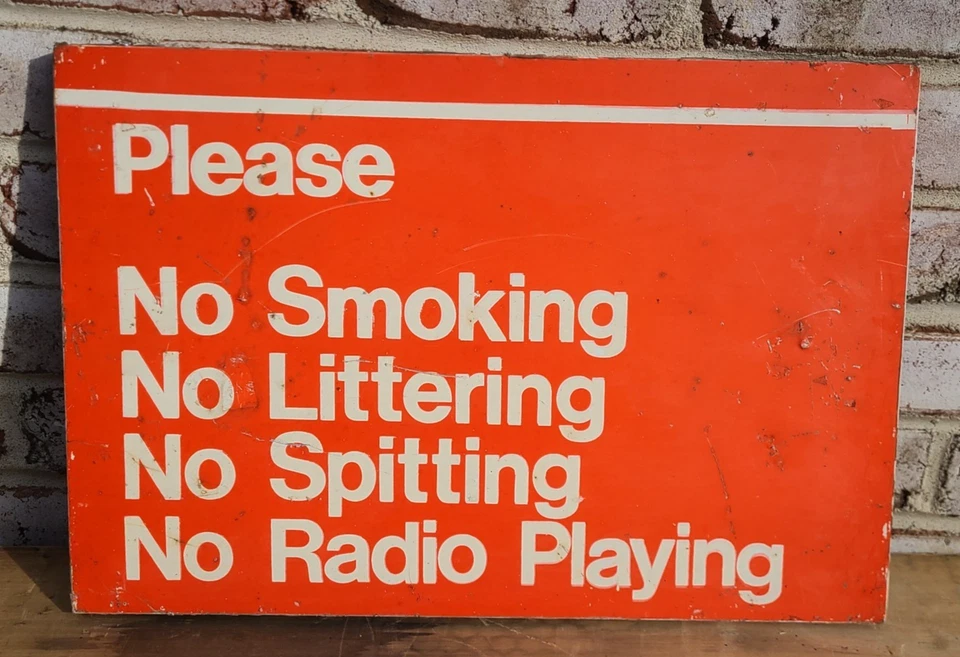 Please
No Smoking
No Littering
No Spitting
No Radio Playing